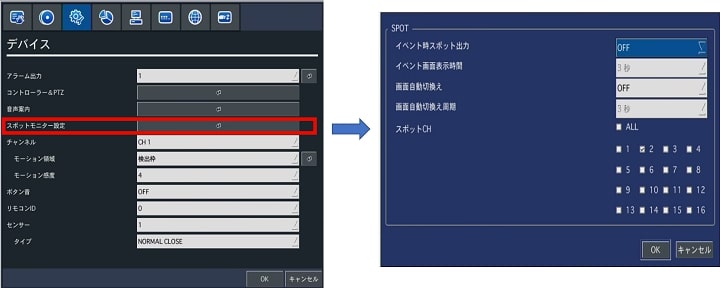 デバイス
アラーム出力 1
コントローラー&PTZ
音声案内
スポットモニター設定
チャンネル CH 1
モーション領域 検出枠
モーション感度 4
ボタン音 OFF
リモコンID 0
センサー 1
タイプ NORMAL CLOSE
OK キャンセル
SPOT
イベント時スポット出力 OFF
イベント画面表示時間 3 秒
画面自動切換え OFF
画面自動切換え周期 3 秒
スポットCH ALL
1 2 3 4
5 6 7 8
9 10 11 12
13 14 15 16
OK キャンセル